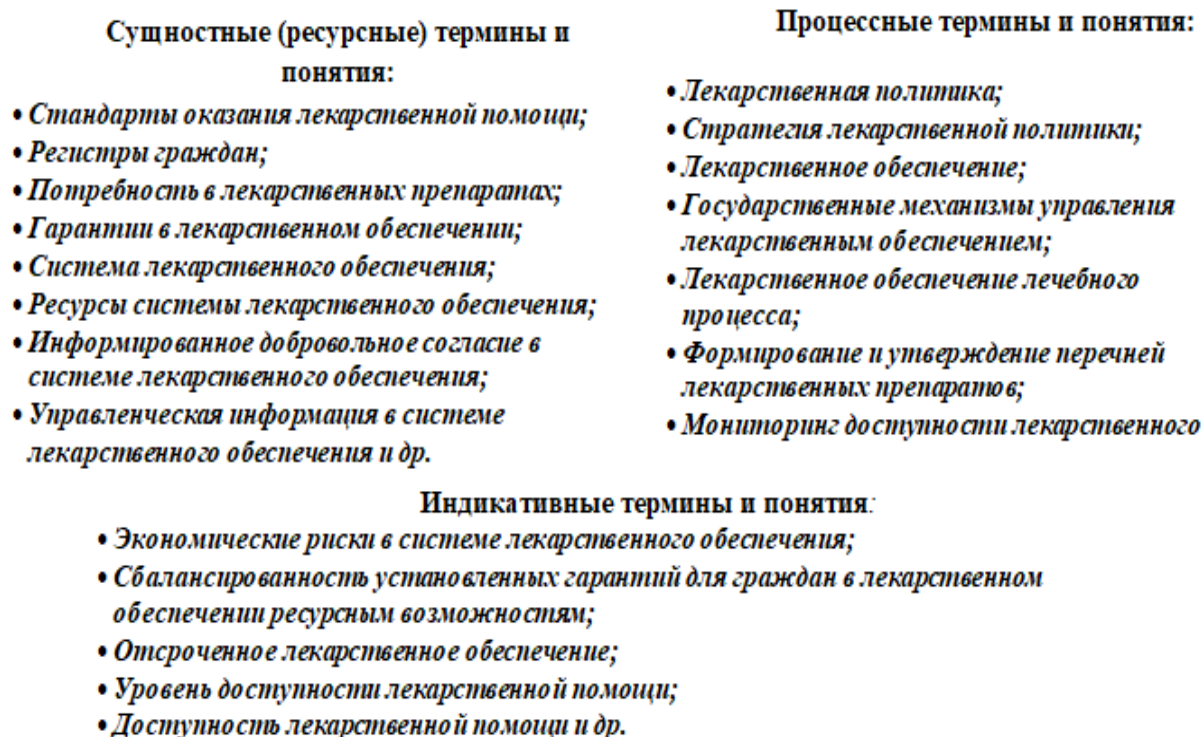 Сущностные (ресурсные) термины и
понятия:
• Стандарты оказания лекарственной помощи;
• Регистры граждан;
• Потребность в лекарственных препаратах;
• Гарантии в лекарственном обеспечении;
• Система лекарственного обеспечения;
• Ресурсы системы лекарственного обеспечения;
• Информированное добровольное согласие в
системе лекарственного обеспечения;
• Управленческая информация в системе
лекарственного обеспечения и др.
Процессные термины и понятия:
• Лекарственная политика;
• Стратегия лекарственной политики;
• Лекарственное обеспечение;
• Государственные механизмы управления
лекарственным обеспечением;
• Лекарственное обеспечение лечебного
процесса;
• Формирование и утверждение перечней
лекарственных препаратов;
• Мониторинг доступности лекарственного
Индикативные термины и понятия:
• Экономические риски в системе лекарственного обеспечения;
• Сбалансированность установленных гарантий для граждан в лекарственном
обеспечении ресурсным возможностям;
• Отсроченное лекарственное обеспечение;
• Уровень доступности лекарственной помощи;
• Доступность лекарственной помощи и др.